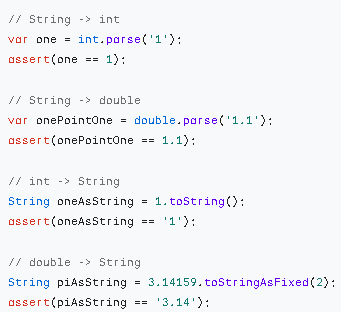 // String -> int
var one = int.parse('1');
assert(one == 1);
// String -> double
var onePointOne = double.parse('1.1');
assert(onePointOne == 1.1);
// int -> String
String oneAsString = 1.toString();
assert(oneAsString == '1');
// double -> String
String piAsString = 3.14159.toStringAsFixed(2);
assert(piAsString == '3.14');